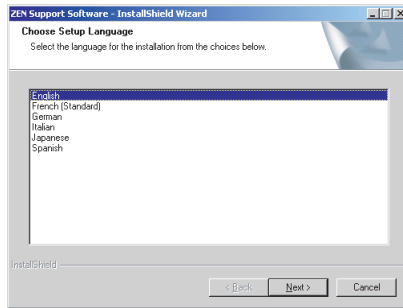 ZEN Support Software - InstallShield Wizard
Choose Setup Language
Select the language for the installation from the choices below.
English
French (Standard)
German
Italian
Japanese
Spanish
InstallShield
< Back
Next >
Cancel